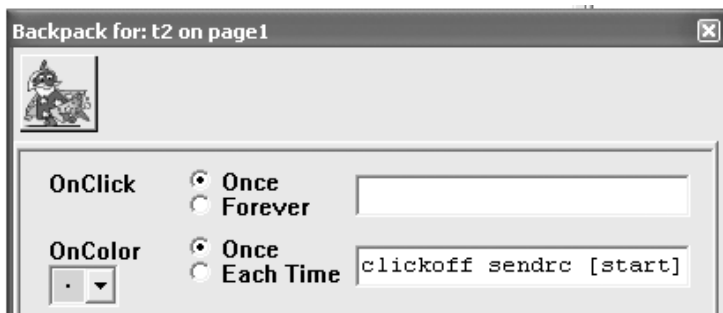 Backpack for: t2 on page1
OnClick
Once
Forever
OnColor
Once
Each Time
clickoff sendrc [start]